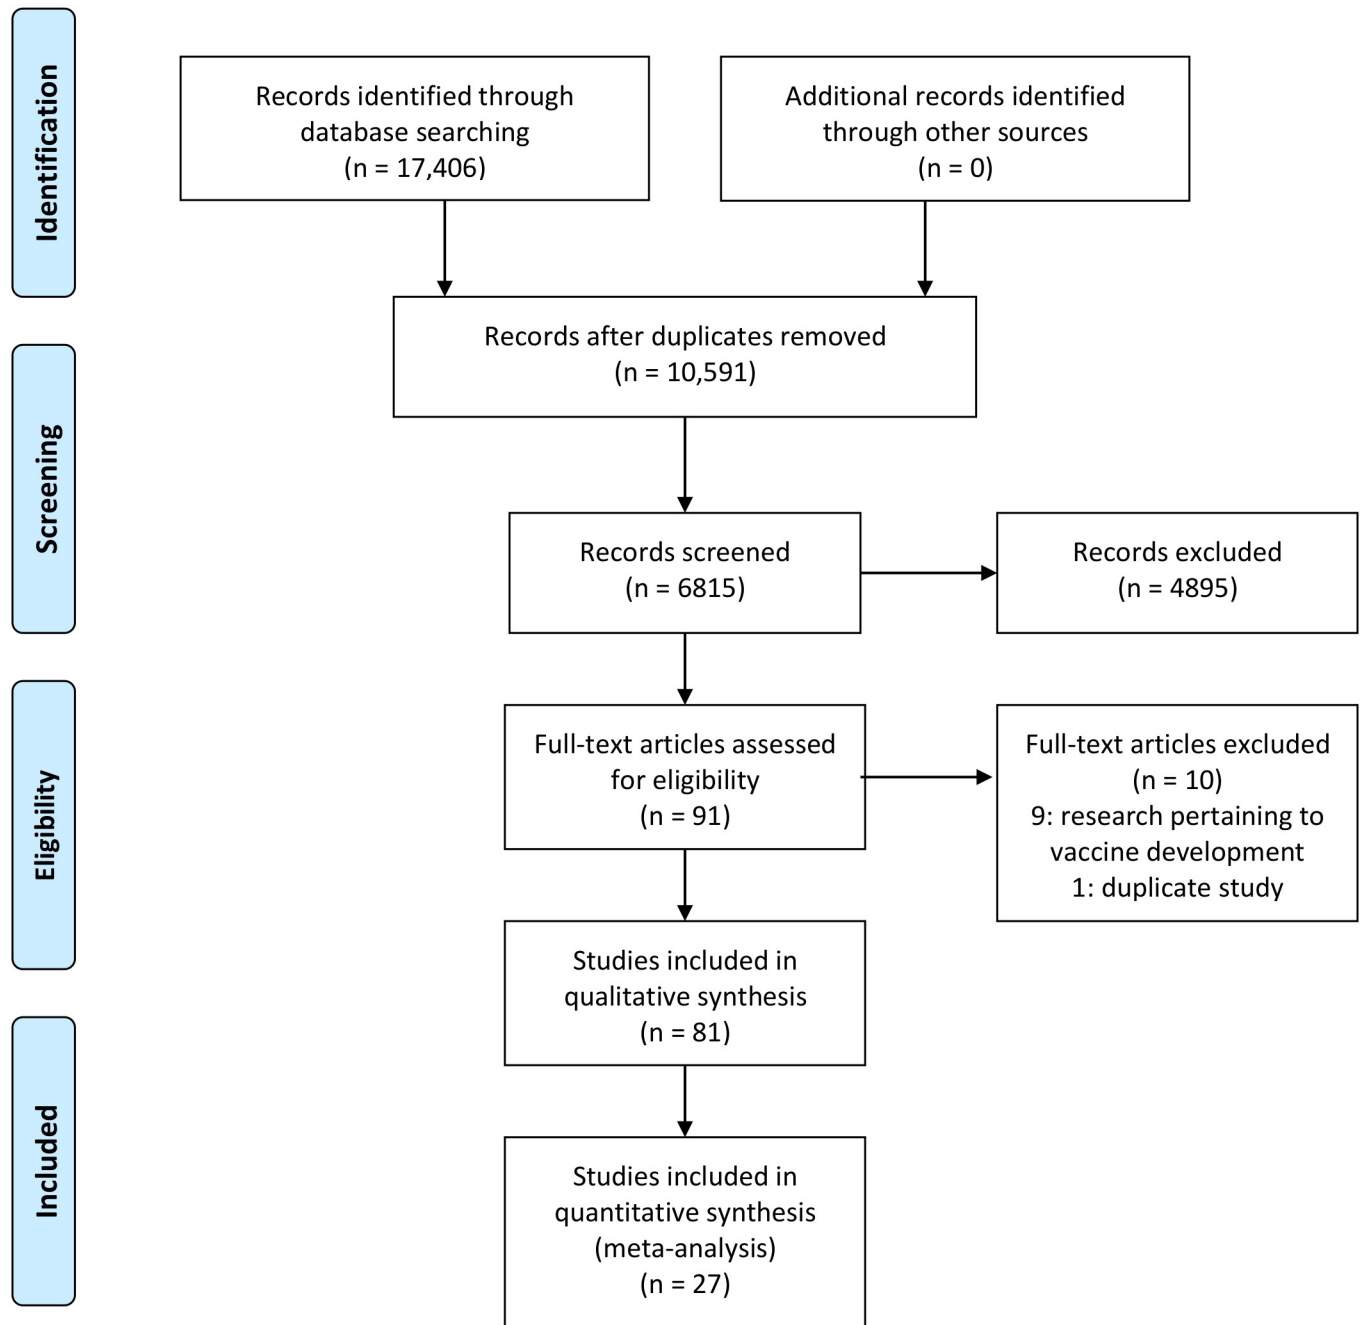 Identification
Records identified through
database searching
(n = 17,406)
Additional records identified
through other sources
(n = 0)
Records after duplicates removed
(n = 10,591)
Screening
Records screened
(n = 6815)
Records excluded
(n = 4895)
Eligibility
Full-text articles assessed
for eligibility
(n = 91)
Full-text articles excluded
(n = 10)
9: research pertaining to
vaccine development
1: duplicate study
Studies included in
qualitative synthesis
(n = 81)
Included
Studies included in
quantitative synthesis
(meta-analysis)
(n = 27)